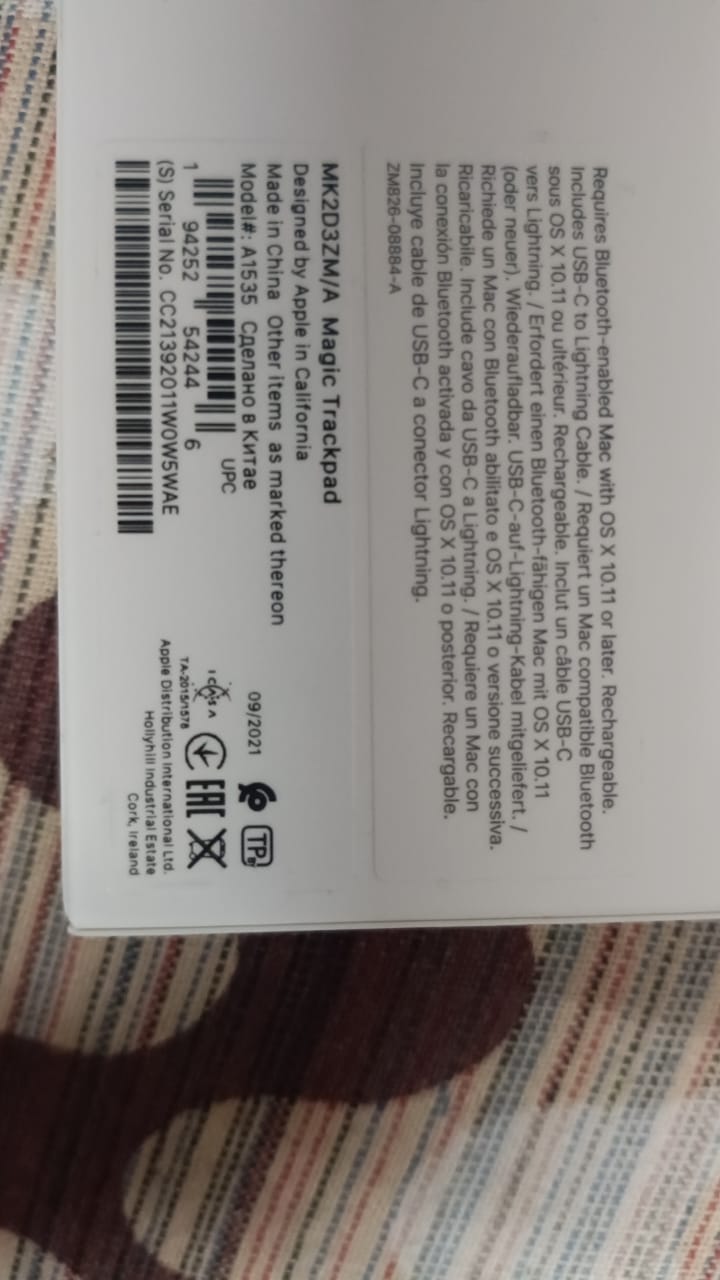 Requires Bluetooth-enabled Mac with OS X 10.11 or later. Rechargeable.
Includes USB-C to Lightning Cable. / Requiert un Mac compatible Bluetooth
sous OS X 10.11 ou ultérieur. Rechargeable. Inclut un câble USB-C
vers Lightning. / Erfordert einen Bluetooth-fähigen Mac mit OS X 10.11
(oder neuer). Wiederaufladbar. USB-C-auf-Lightning-Kabel mitgeliefert. /
Richiede un Mac con Bluetooth abilitato e OS X 10.11 o versione successiva.
Ricaricabile. Include cavo da USB-C a Lightning. / Requiere un Mac con
la conexión Bluetooth activada y con OS X 10.11 o posterior. Recargable.
Incluye cable de USB-C a conector Lightning.
ZM826-08884-A
MK2D3ZM/A Magic Trackpad
Designed by Apple in California
Made in China Other items as marked thereon
Model#: A1535 Сделано в Китае
UPC
1 94252 54244 6
(S) Serial No. CC21392011W0W5WAE
09/2021
TP
ICASA
TA-2015/1578
EAC
Apple Distribution International Ltd.
Hollyhill Industrial Estate
Cork, Ireland